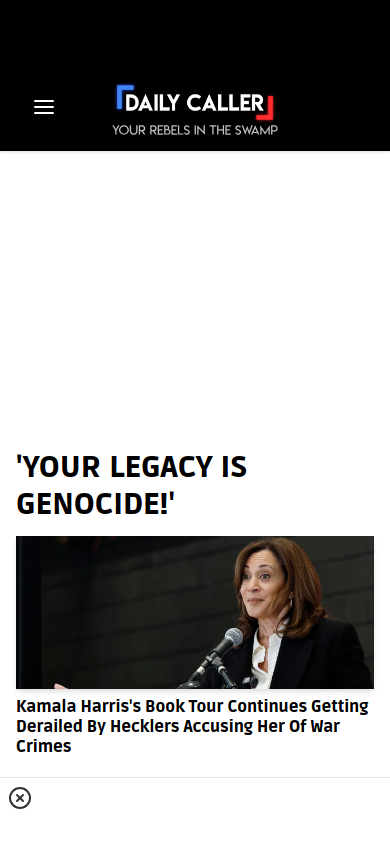 DAILY CALLER
YOUR REBELS IN THE SWAMP
'YOUR LEGACY IS
GENOCIDE!'
Kamala Harris's Book Tour Continues Getting
Derailed By Hecklers Accusing Her Of War
Crimes